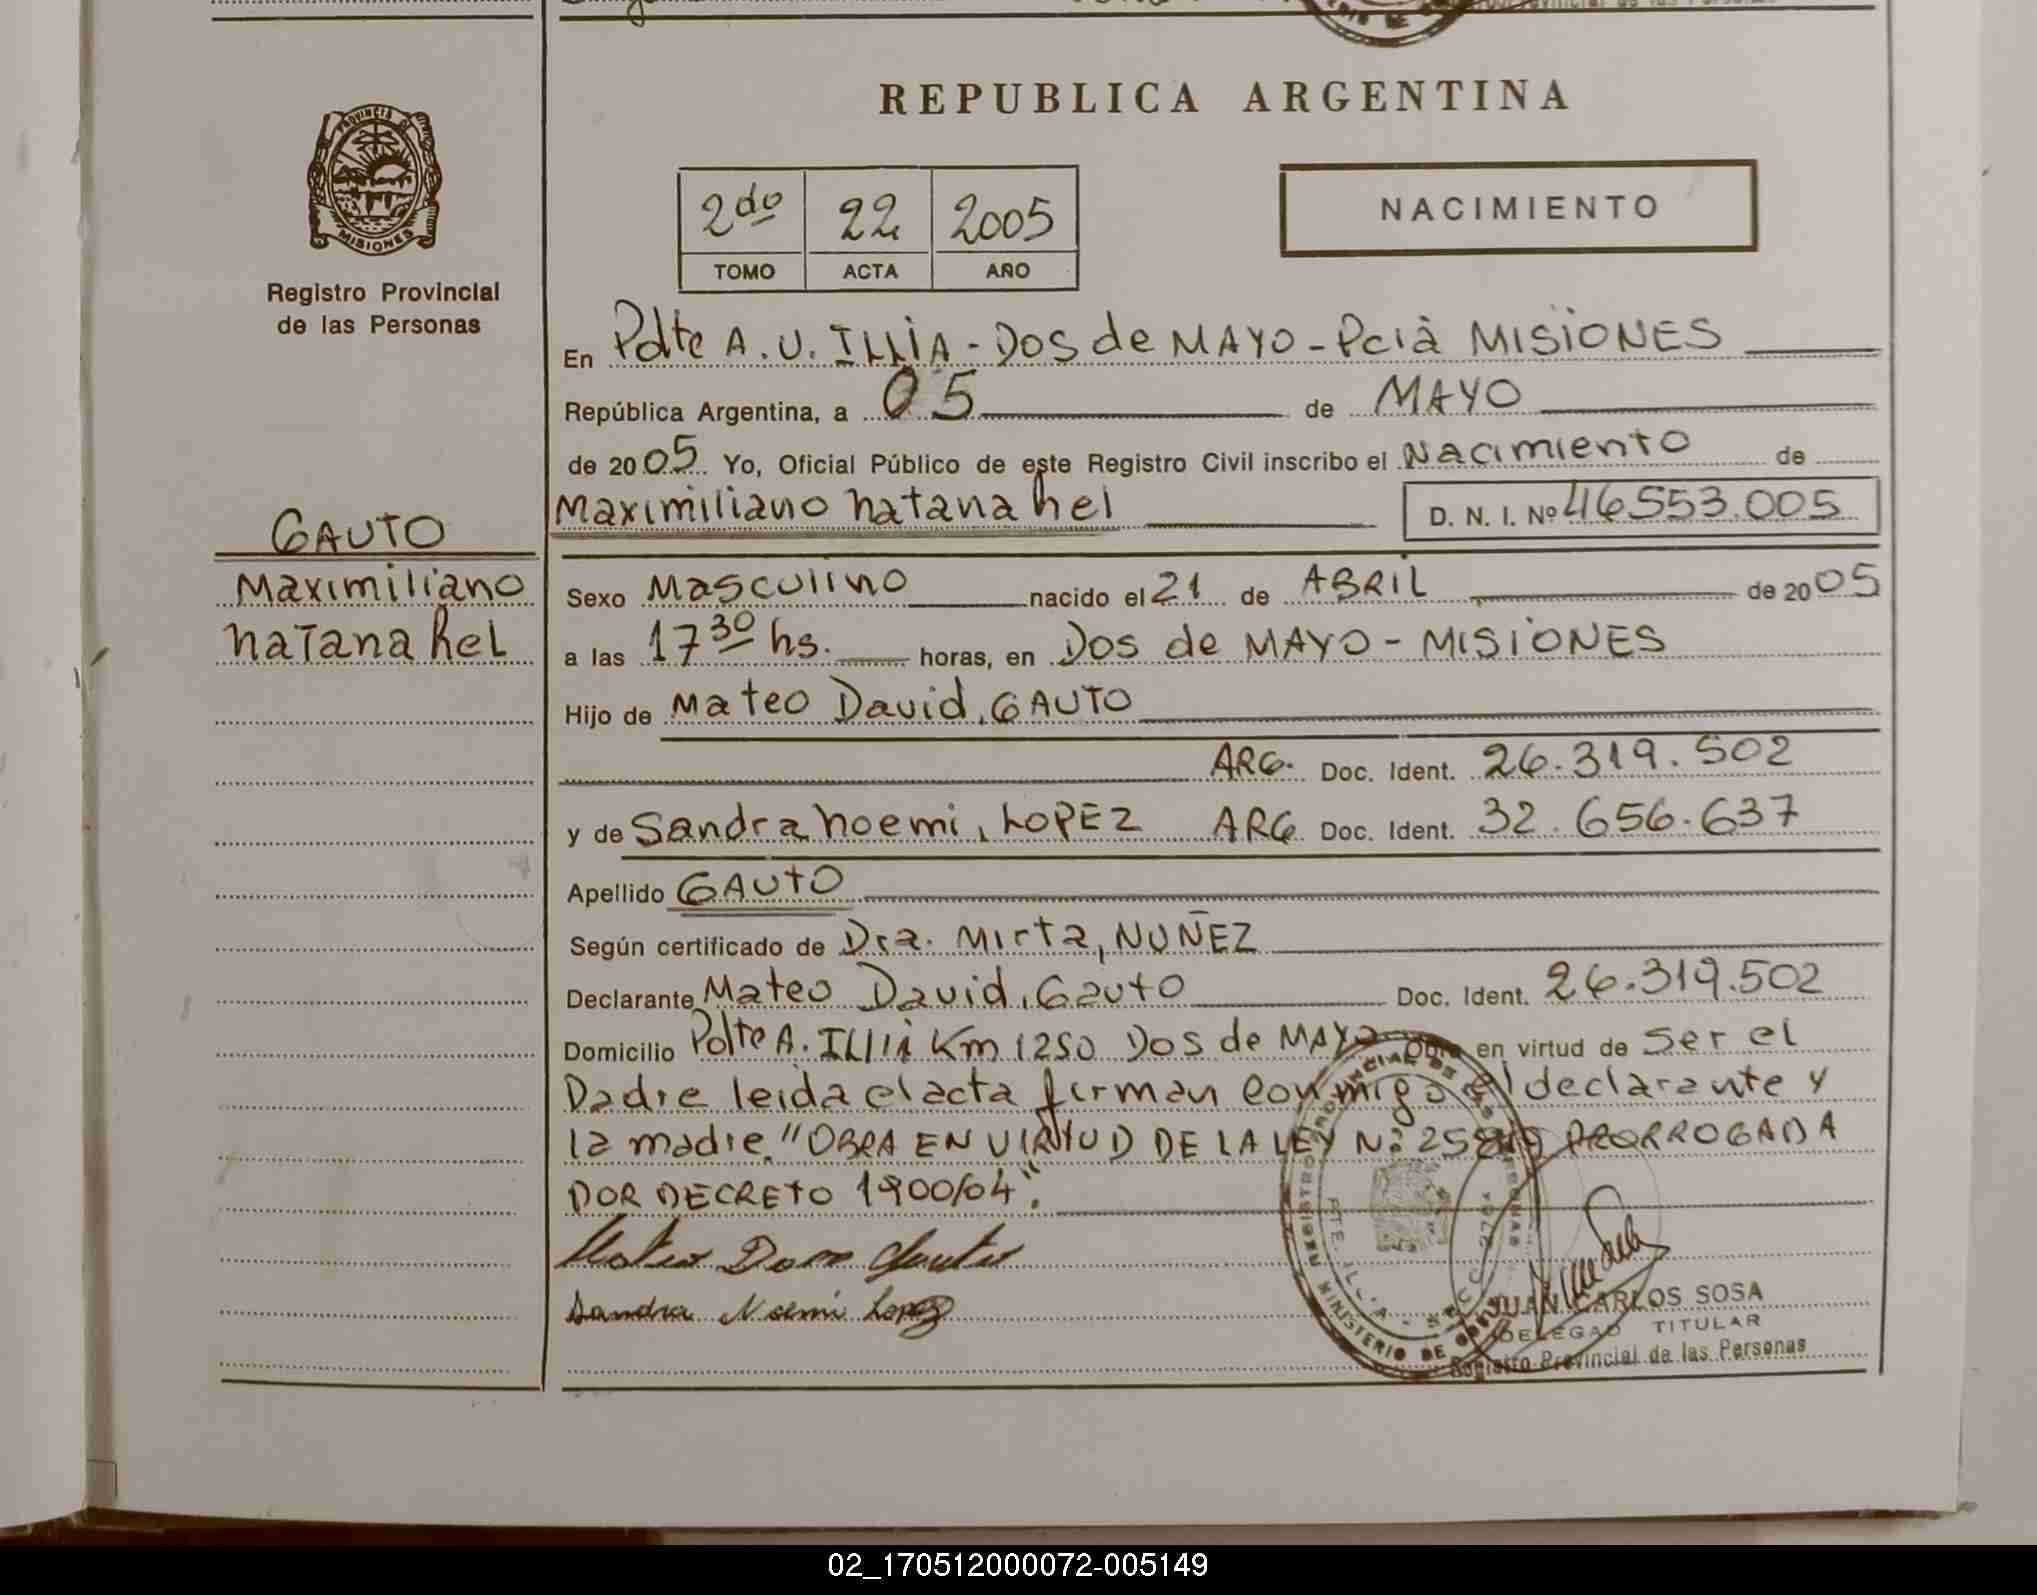 REPUBLICA ARGENTINA
PROVINCIA DE
MISIONES
Registro Provincial
de las Personas
2do 22 2005
TOMO ACTA AÑO
NACIMIENTO
En Pdte A. U. ILLIA - Dos de MAYO - Pcia MISIONES
República Argentina, a 05 de MAYO
de 2005 Yo, Oficial Público de este Registro Civil inscribo el Nacimiento de
Maximiliano natanahel D. N. I. Nº 46553.005
GAUTO
Maximiliano
natanahel
Sexo Masculino nacido el 21 de ABRIL de 2005
a las 17 30 hs. horas, en Dos de MAYO - MISIONES
Hijo de Mateo David, GAUTO
ARG. Doc. Ident. 26.319.502
y de Sandra noemi, LOPEZ ARG Doc. Ident. 32.656.637
Apellido GAUTO
Según certificado de Dra. Mirta, NUÑEZ
Declarante Mateo David, Gauto Doc. Ident. 26.319.502
Domicilio Pdte A. Illia Km 1250 Dos de MAYO Obra en virtud de ser el
Padre leida el acta firman conmigo el declarante y
la madre. "OBRA EN VIRTUD DE LA LEY Nº 25819 PRORROGADA
POR DECRETO 1900/04".
Sandra Noemi Lopez
JUAN CARLOS SOSA
DELEGADO TITULAR
Registro Provincial de las Personas
02_170512000072-005149